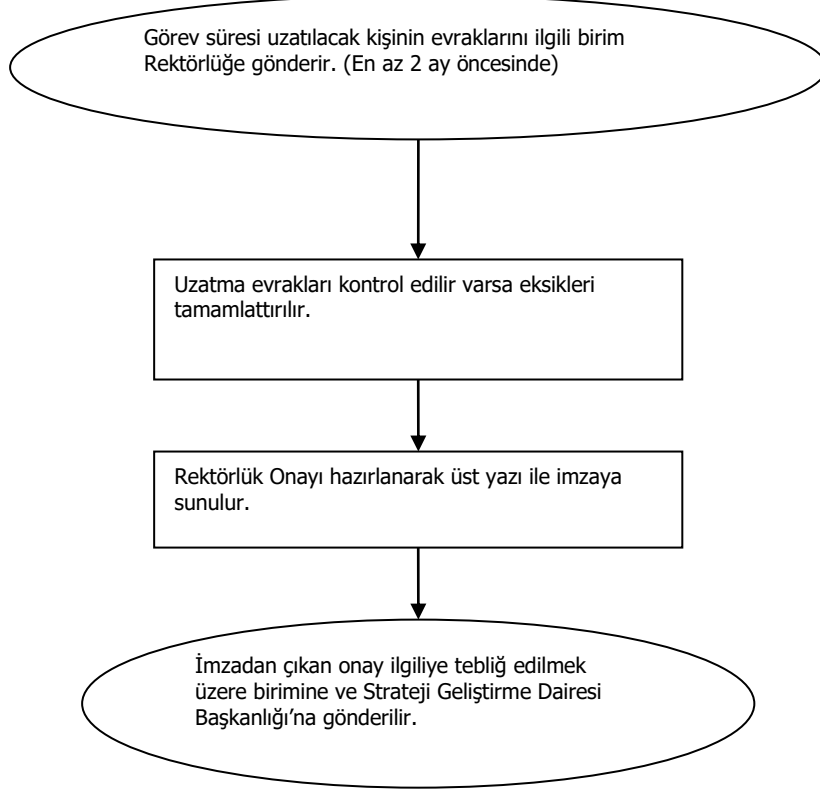 Görev süresi uzatılacak kişinin evraklarını ilgili birim
Rektörlüğe gönderir. (En az 2 ay öncesinde)
Uzatma evrakları kontrol edilir varsa eksikleri
tamamlattırılır.
Rektörlük Onayı hazırlanarak üst yazı ile imzaya
sunulur.
İmzadan çıkan onay ilgiliye tebliğ edilmek
üzere birimine ve Strateji Geliştirme Dairesi
Başkanlığı’na gönderilir.